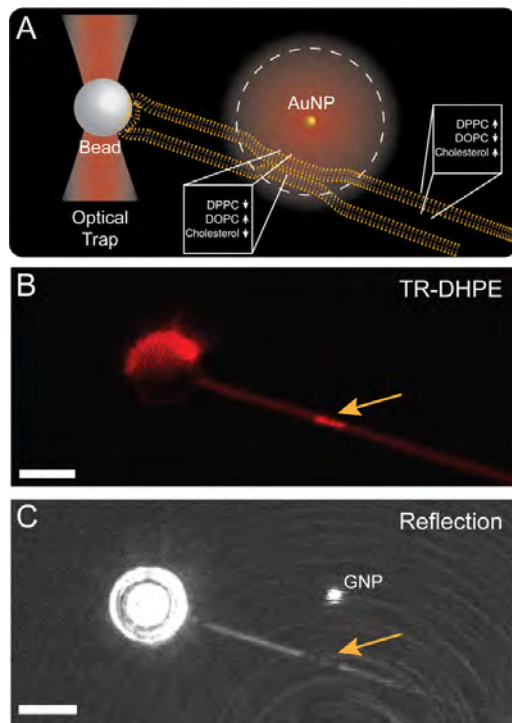 A
AuNP
Bead
Optical
Trap
DPPC
DOPC
Cholesterol
DPPC
DOPC
Cholesterol
B
TR-DHPE
C
Reflection
GNP